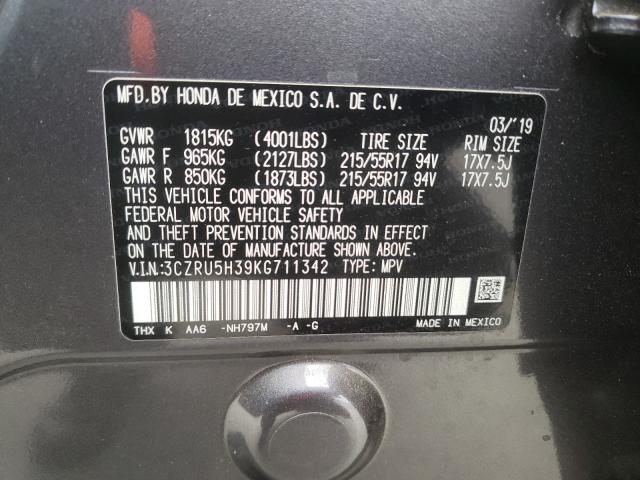 MFD.BY HONDA DE MEXICO S.A. DE C.V.
03/'19
GVWR 1815KG (4001LBS) TIRE SIZE RIM SIZE
GAWR F 965KG (2127LBS) 215/55R17 94V 17X7.5J
GAWR R 850KG (1873LBS) 215/55R17 94V 17X7.5J
THIS VEHICLE CONFORMS TO ALL APPLICABLE
FEDERAL MOTOR VEHICLE SAFETY
AND THEFT PREVENTION STANDARDS IN EFFECT
ON THE DATE OF MANUFACTURE SHOWN ABOVE.
V.I.N.:3CZRU5H39KG711342 TYPE: MPV
THX K AA6 -NH797M -A -G MADE IN MEXICO